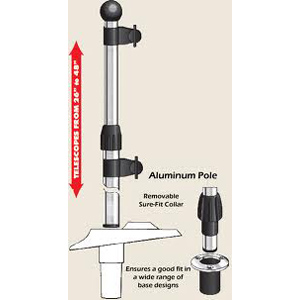 TELESCOPES FROM 26" to 48"
Aluminum Pole
Removable
Sure-Fit Collar
Ensures a good fit in
a wide range of
base designs